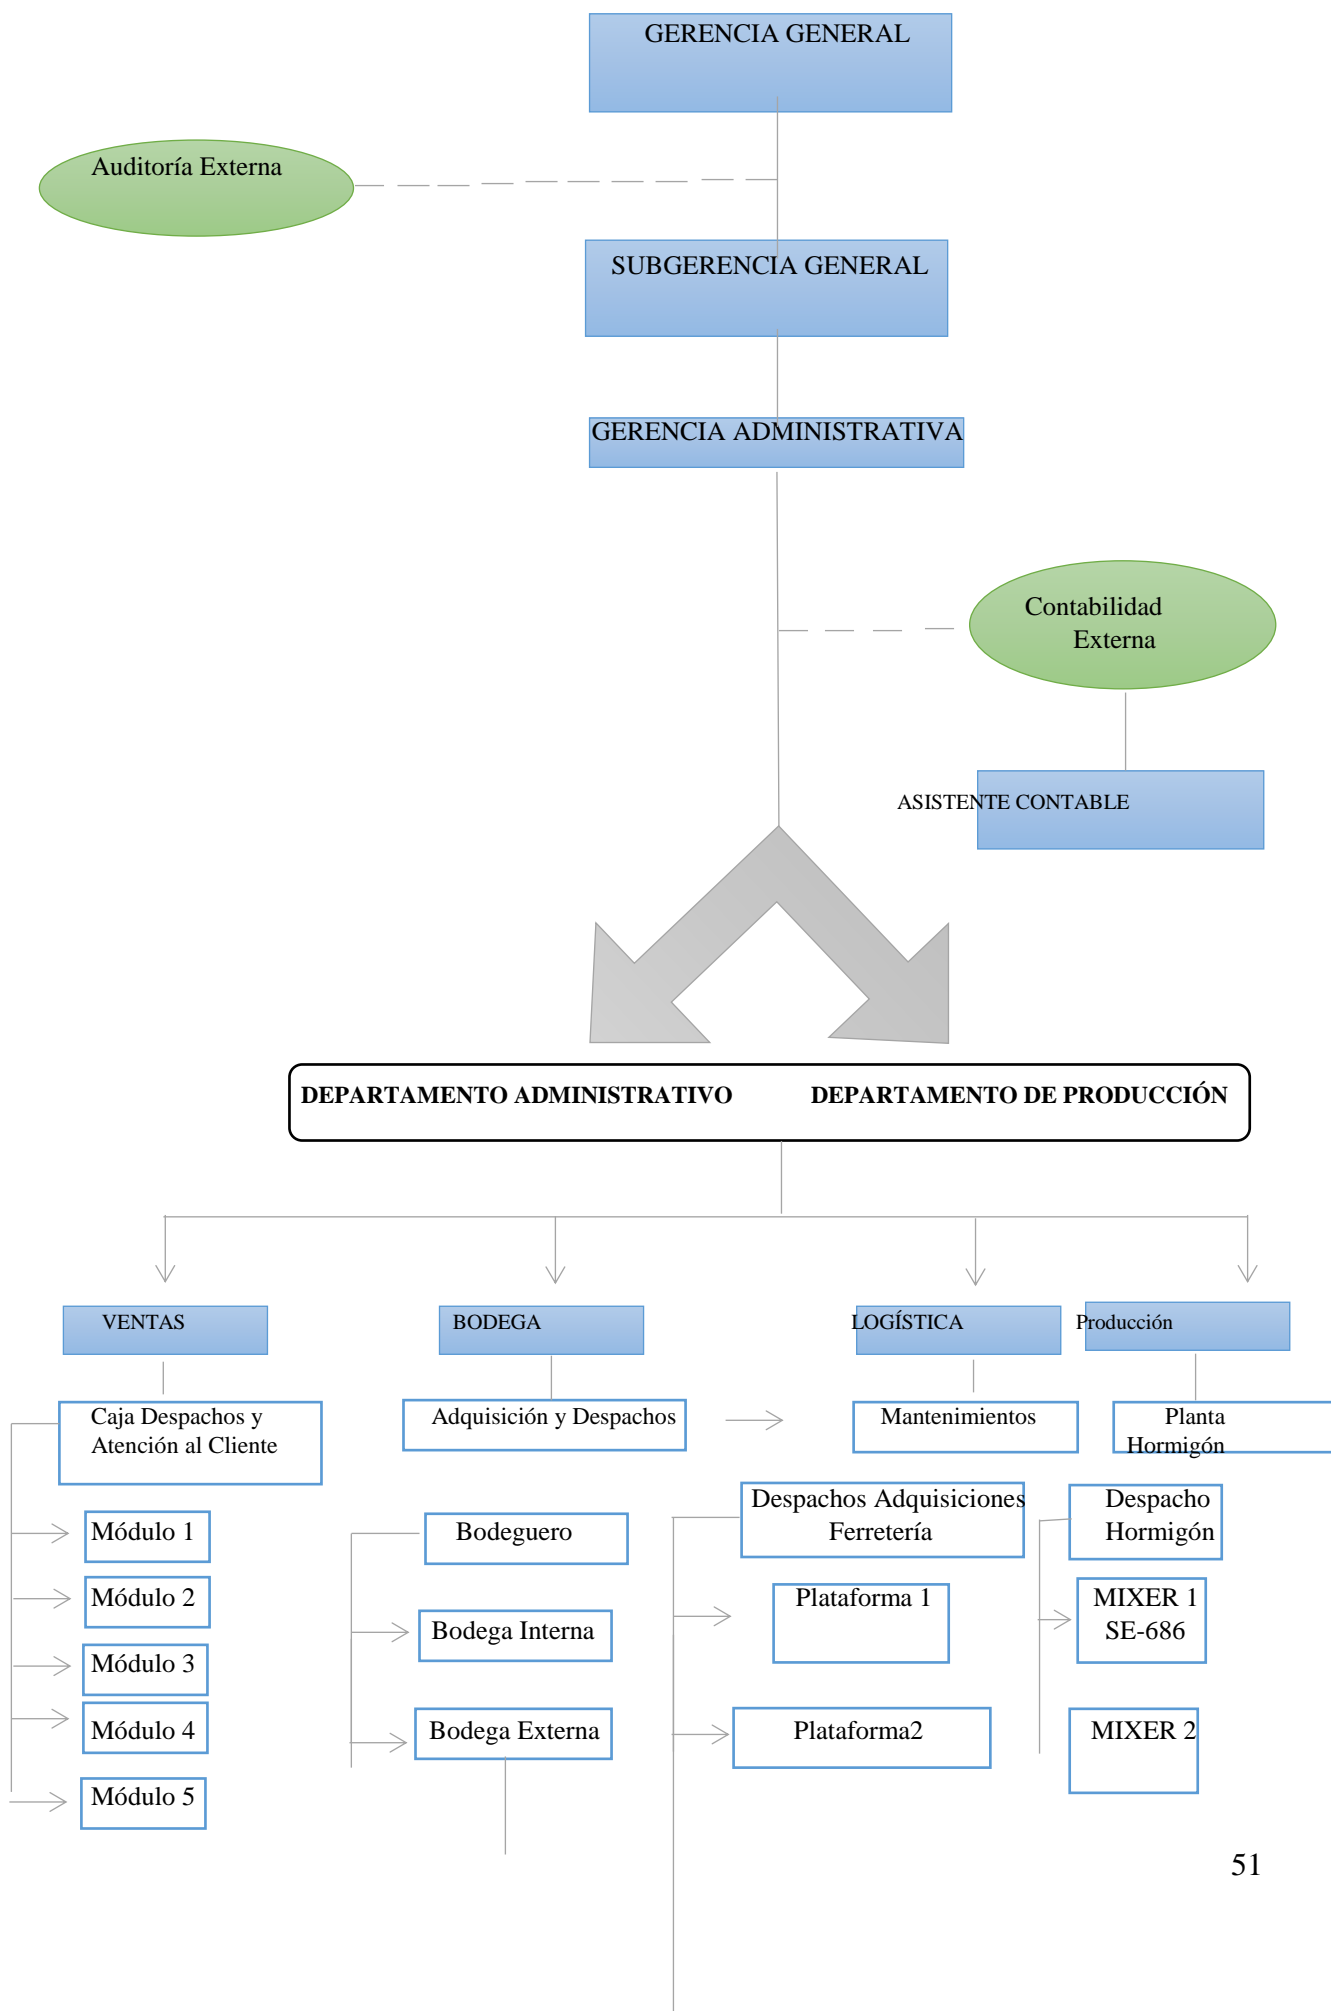 GERENCIA GENERAL
Auditoría Externa
SUBGERENCIA GENERAL
GERENCIA ADMINISTRATIVA
Contabilidad
Externa
ASISTENTE CONTABLE
DEPARTAMENTO ADMINISTRATIVO
DEPARTAMENTO DE PRODUCCIÓN
VENTAS
BODEGA
LOGÍSTICA
Producción
Caja Despachos y
Atención al Cliente
Adquisición y Despachos
Mantenimientos
Planta
Hormigón
Módulo 1
Módulo 2
Módulo 3
Módulo 4
Módulo 5
Bodeguero
Bodega Interna
Bodega Externa
Despachos Adquisiciones
Ferretería
Plataforma 1
Plataforma2
Despacho
Hormigón
MIXER 1
SE-686
MIXER 2
51